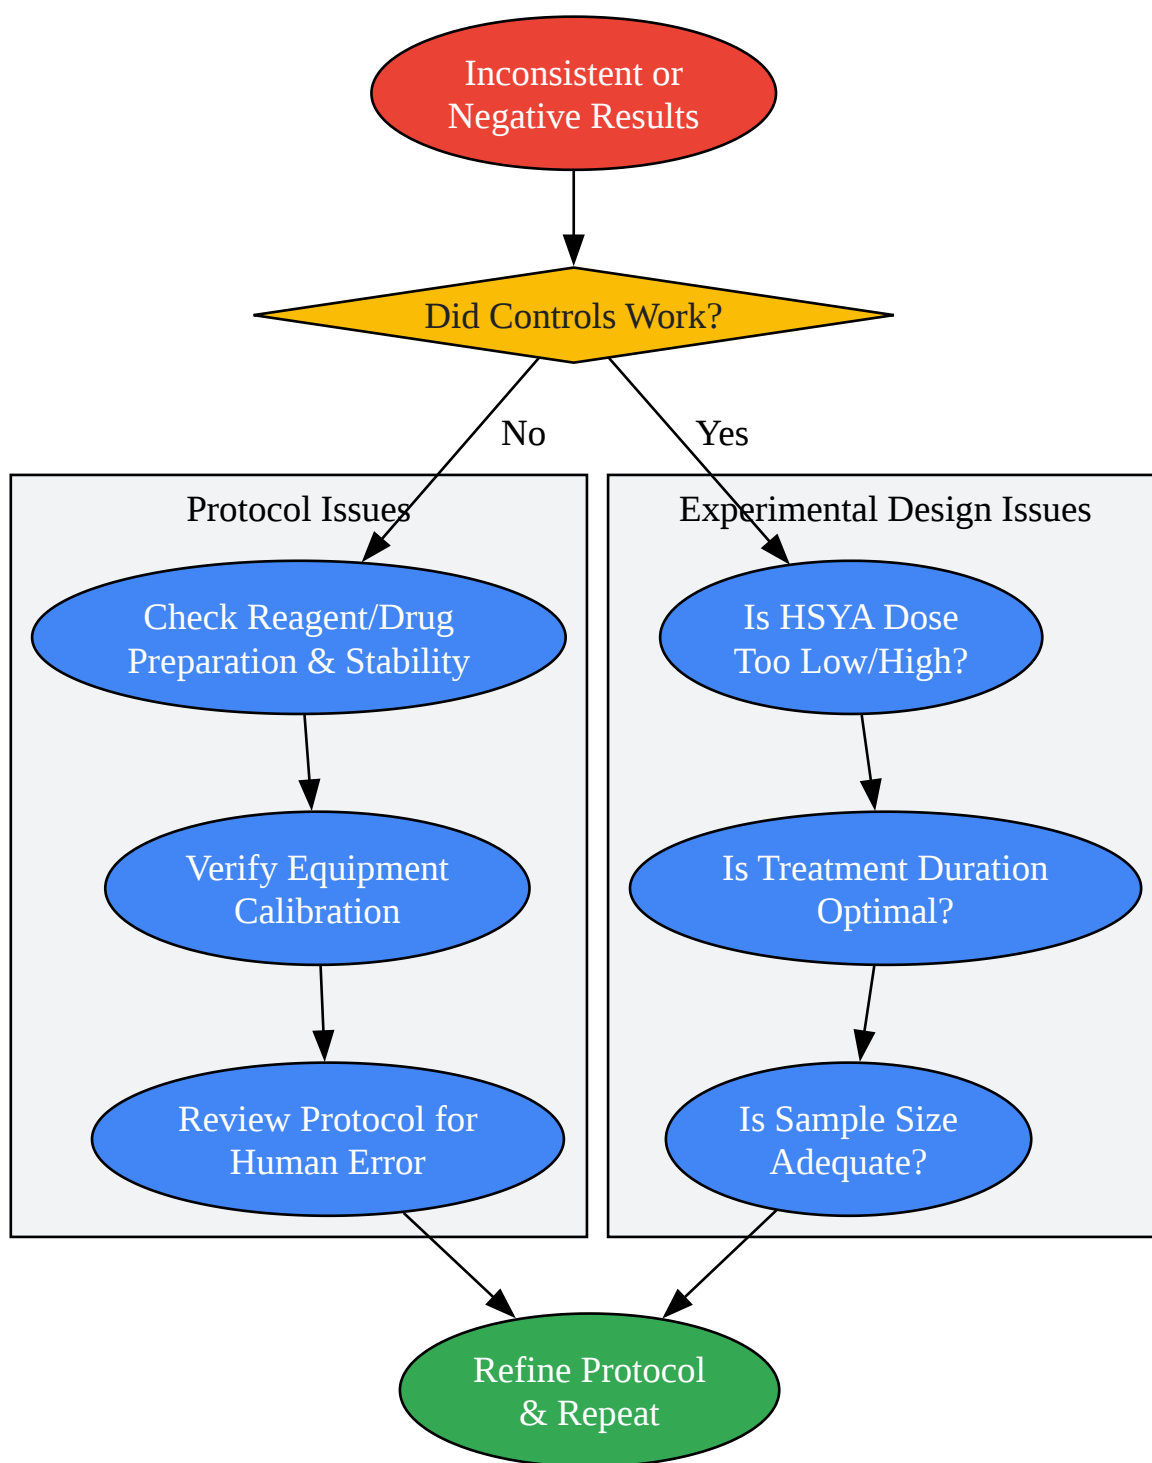 Inconsistent or
Negative Results
Did Controls Work?
No
Yes
Protocol Issues
Experimental Design Issues
Check Reagent/Drug
Preparation & Stability
Is HSYA Dose
Too Low/High?
Verify Equipment
Calibration
Is Treatment Duration
Optimal?
Review Protocol for
Human Error
Is Sample Size
Adequate?
Refine Protocol
& Repeat